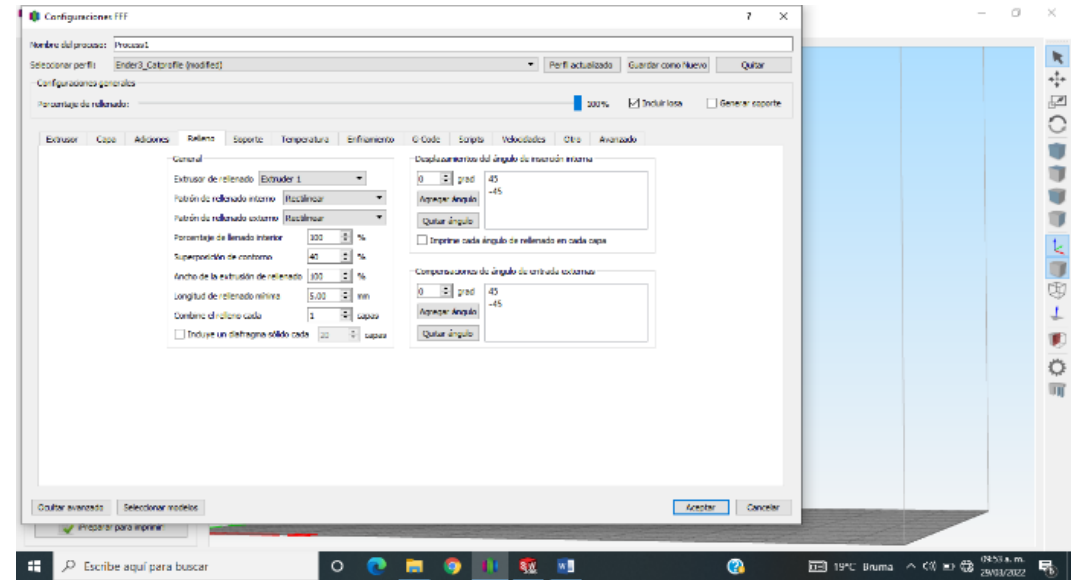 Configuraciones FFF ? ×
Nombre del proceso: Process1
Seleccionar perfil: Ender3_Catprofile (modified) Perfil actualizado Guardar como Nuevo Quitar
Configuraciones generales
Porcentaje de rellenado: 100% Incluir losa Generar soporte
Extrusor Capa Adiciones Relleno Soporte Temperatura Enfriamiento G-Code Scripts Velocidades Otro Avanzado
General
Extrusor de rellenado Extruder 1
Patrón de rellenado interno Rectilinear
Patrón de rellenado externo Rectilinear
Porcentaje de llenado interior 100 %
Superposición de contorno 40 %
Ancho de la extrusión de rellenado 100 %
Longitud de rellenado mínima 5.00 mm
Combine el relleno cada 1 capas
Incluye un diafragma sólido cada 20 capas
Desplazamientos del ángulo de inserción interna
0 grad 45
-45
Agregar ángulo
Quitar ángulo
Imprime cada ángulo de rellenado en cada capa
Compensaciones de ángulo de entrada externas
0 grad 45
-45
Agregar ángulo
Quitar ángulo
Ocultar avanzado Seleccionar modelos Aceptar Cancelar
¡Preparar para imprimir!
Escribe aquí para buscar
19°C Bruma
09:53 a. m.
29/03/2022